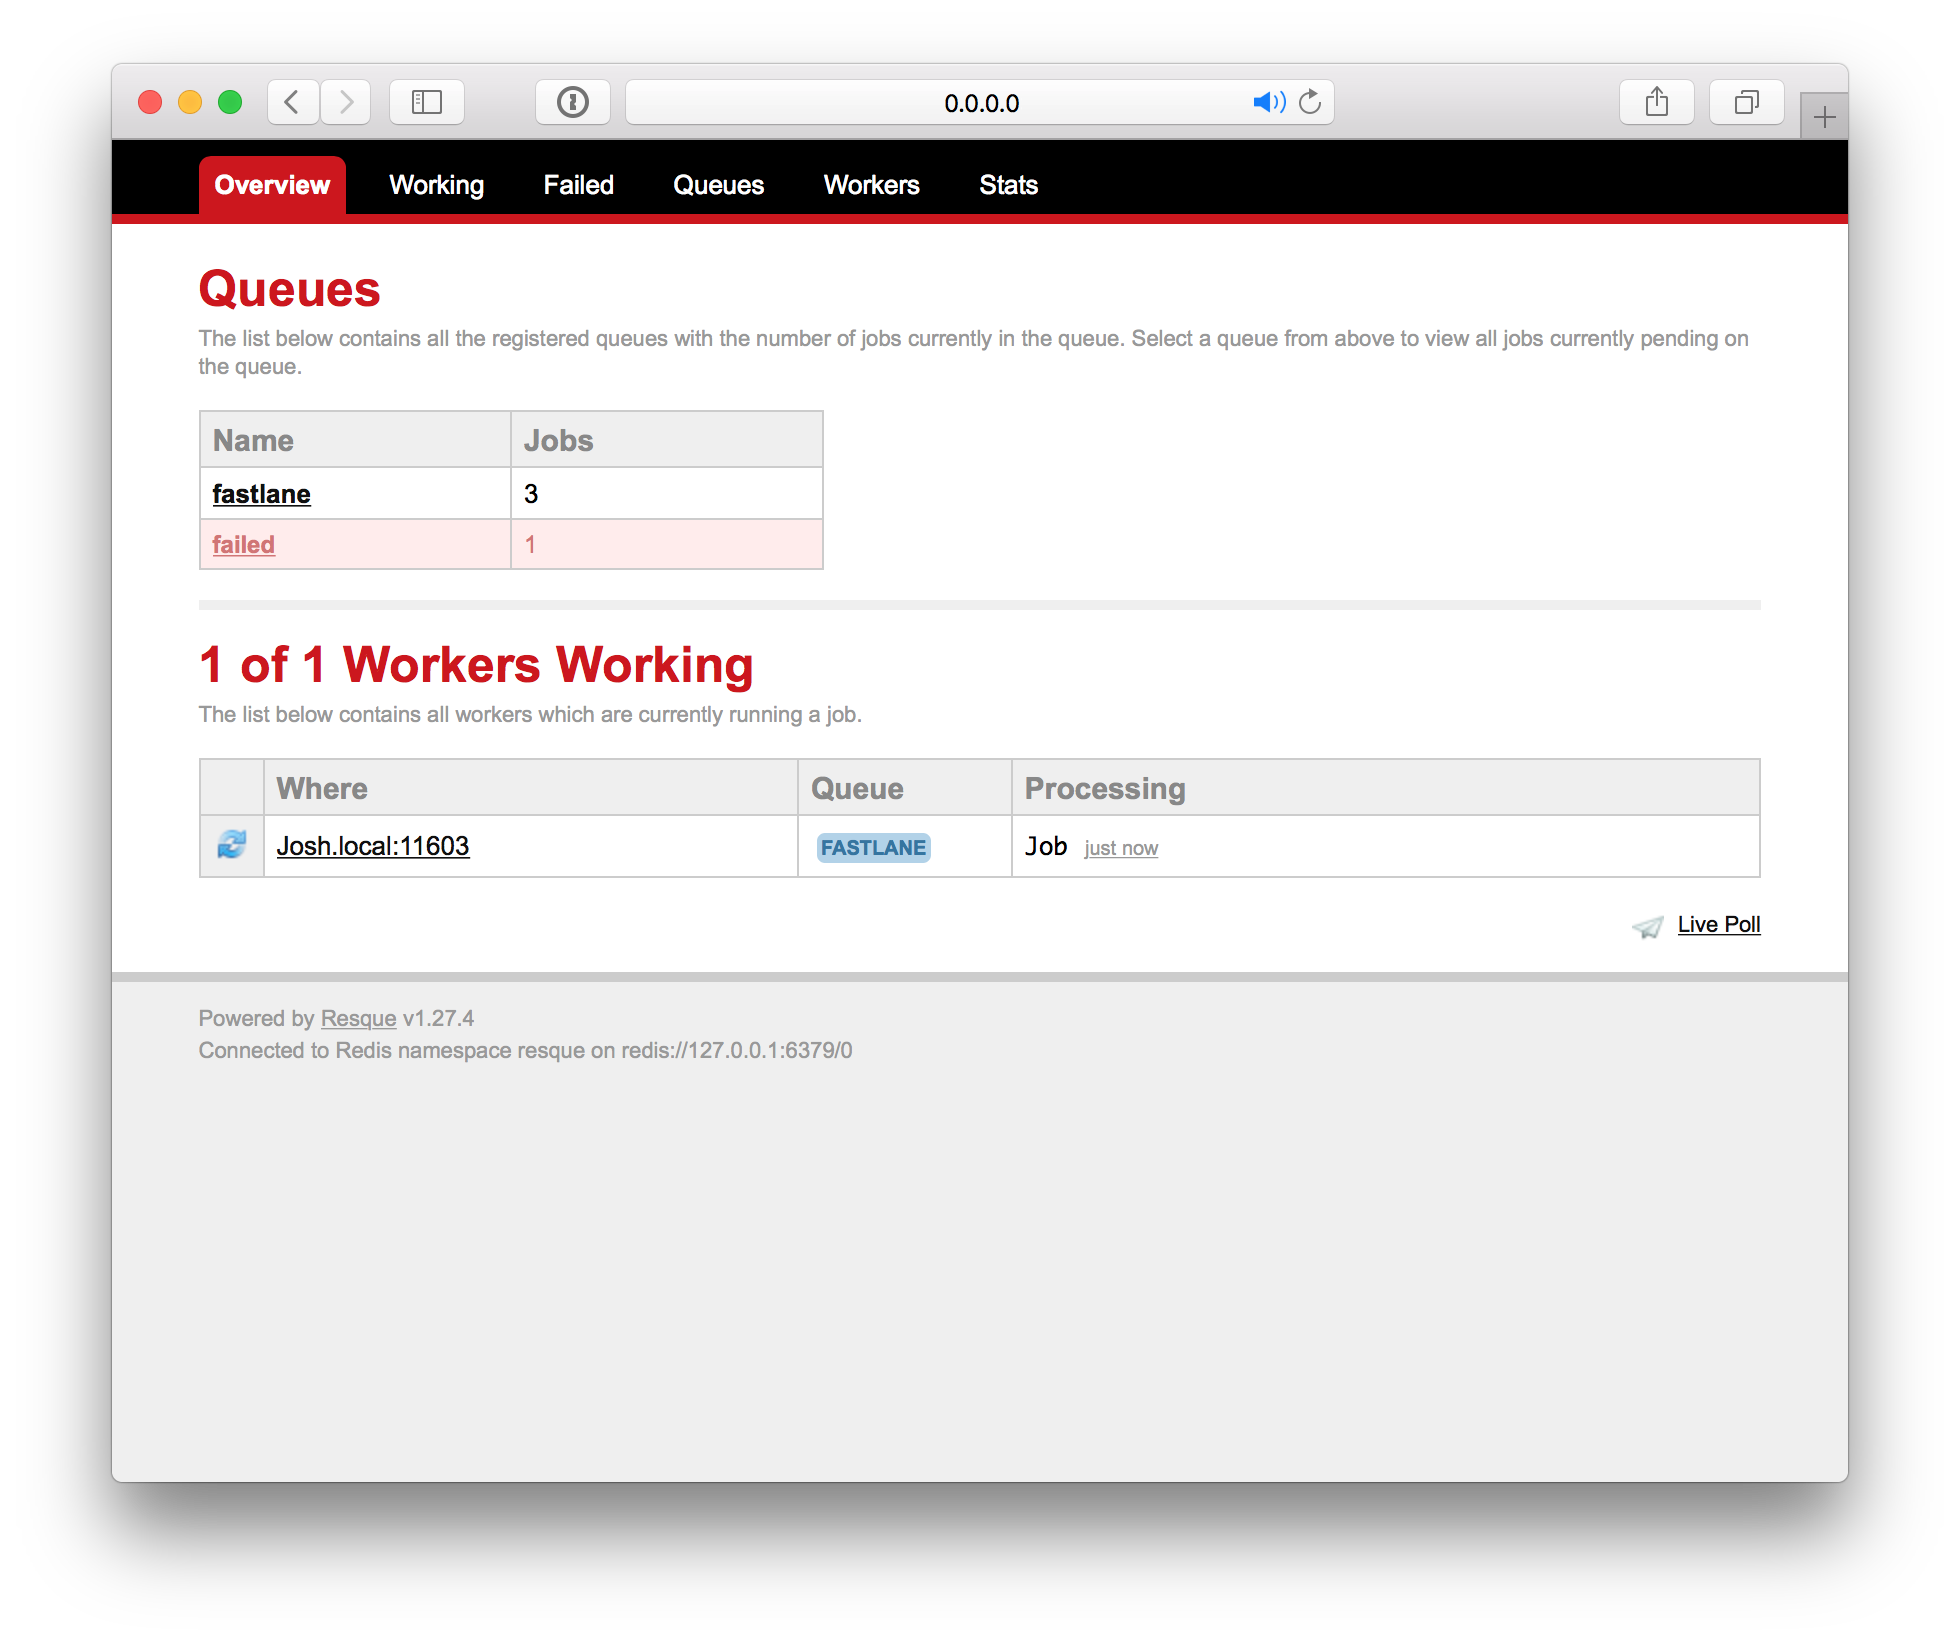 0.0.0.0
Overview Working Failed Queues Workers Stats
Queues
The list below contains all the registered queues with the number of jobs currently in the queue. Select a queue from above to view all jobs currently pending on
the queue.
Name Jobs
fastlane 3
failed 1
1 of 1 Workers Working
The list below contains all workers which are currently running a job.
Where Queue Processing
Josh.local:11603 FASTLANE Job just now
Live Poll
Powered by Resque v1.27.4
Connected to Redis namespace resque on redis://127.0.0.1:6379/0